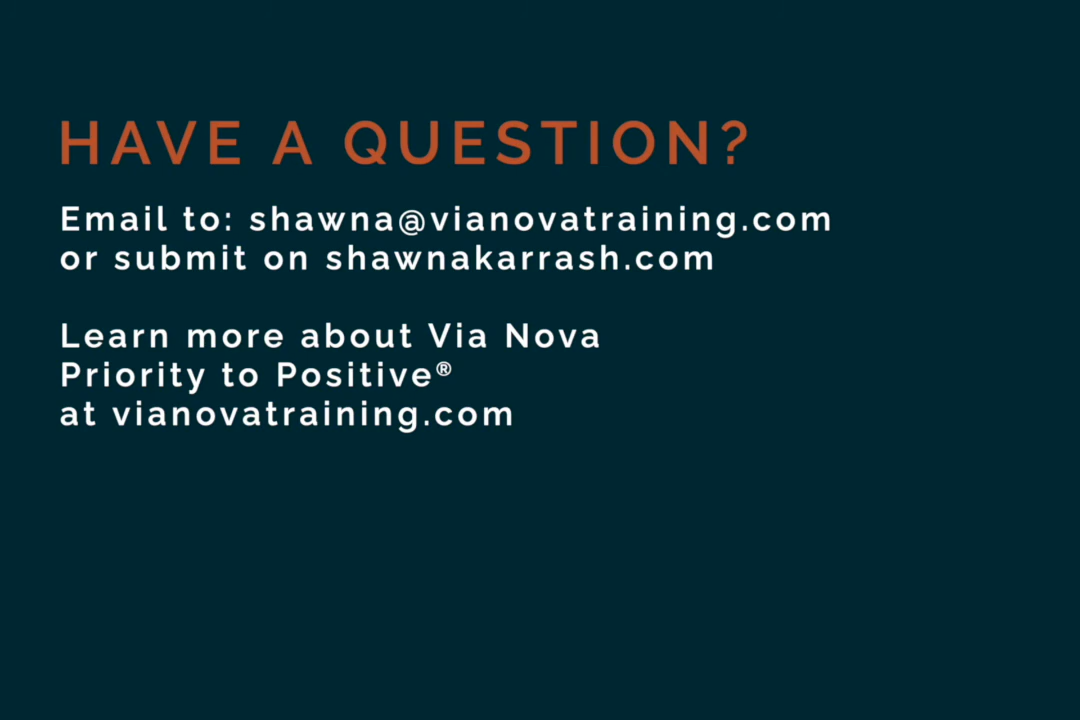 HAVE A QUESTION?
Email to: shawna@vianovatraining.com
or submit on shawnakarrash.com
Learn more about Via Nova
Priority to Positive®
at vianovatraining.com